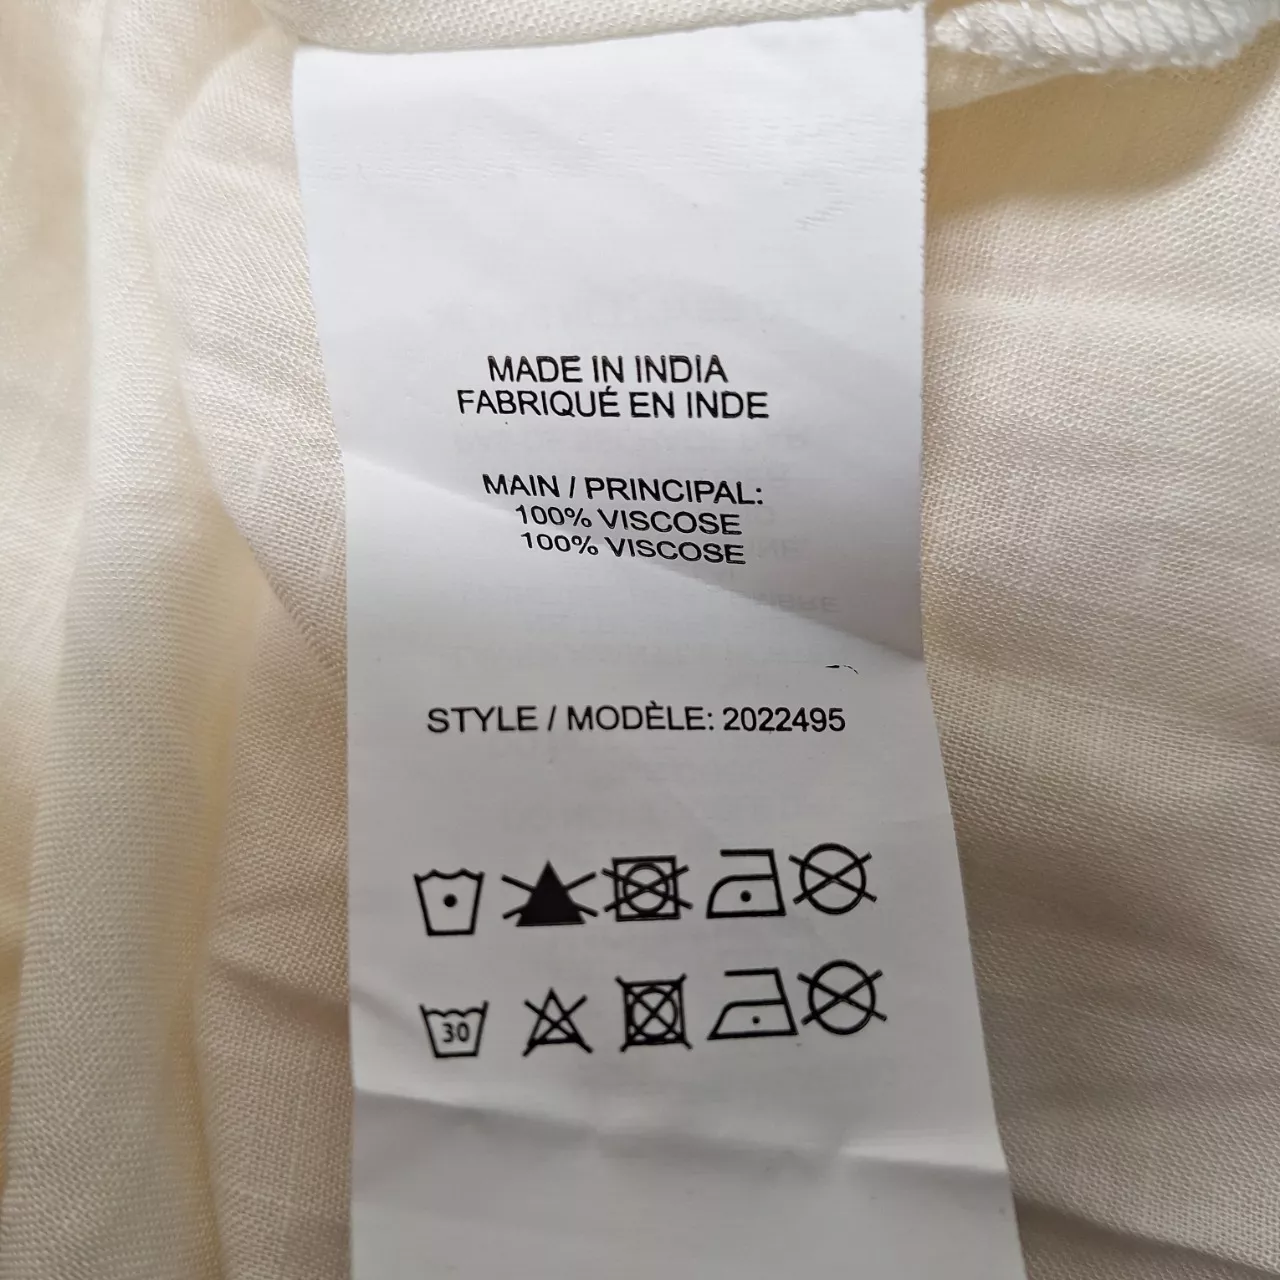 MADE IN INDIA
FABRIQUÉ EN INDE
MAIN / PRINCIPAL:
100% VISCOSE
100% VISCOSE
STYLE / MODÈLE: 2022495
30